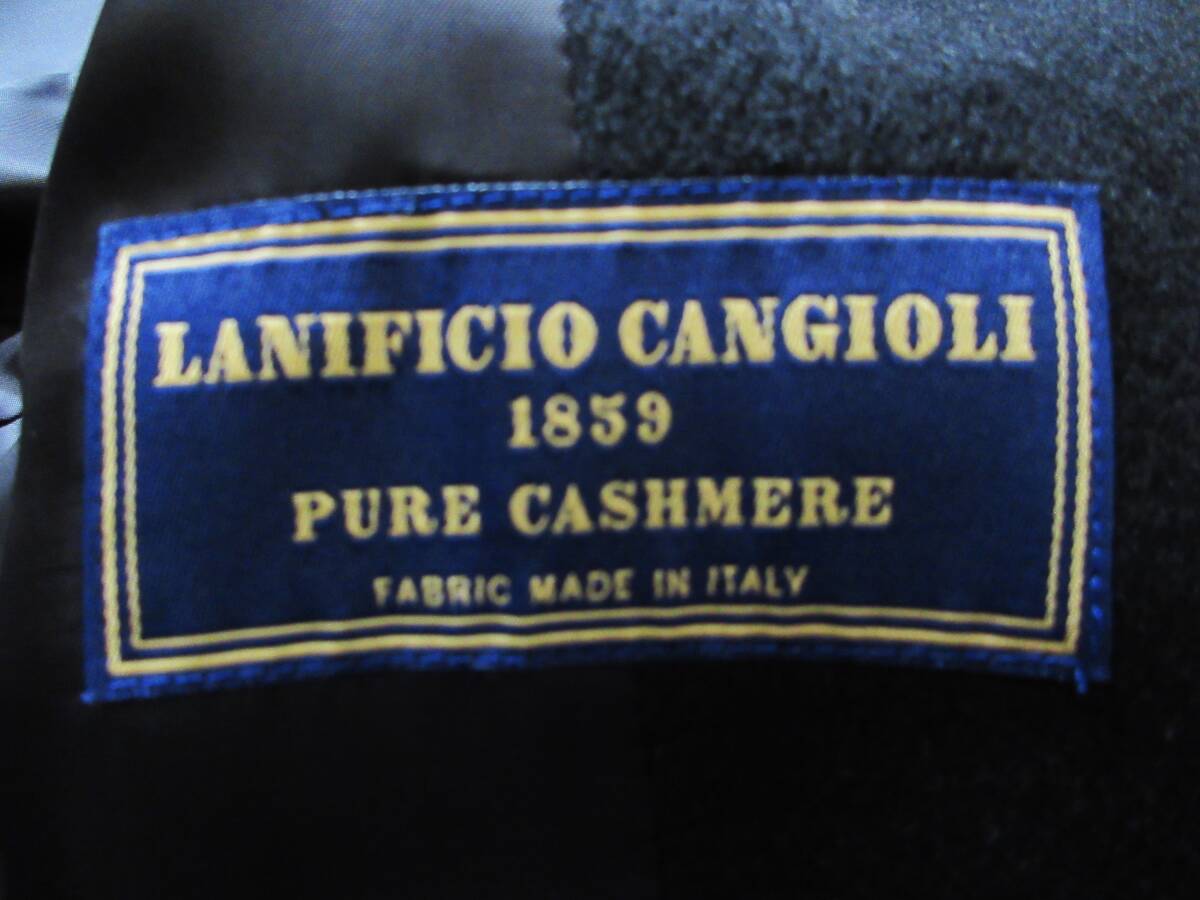 LANIFICIO CANGIOLI
1859
PURE CASHMERE
FABRIC MADE IN ITALY